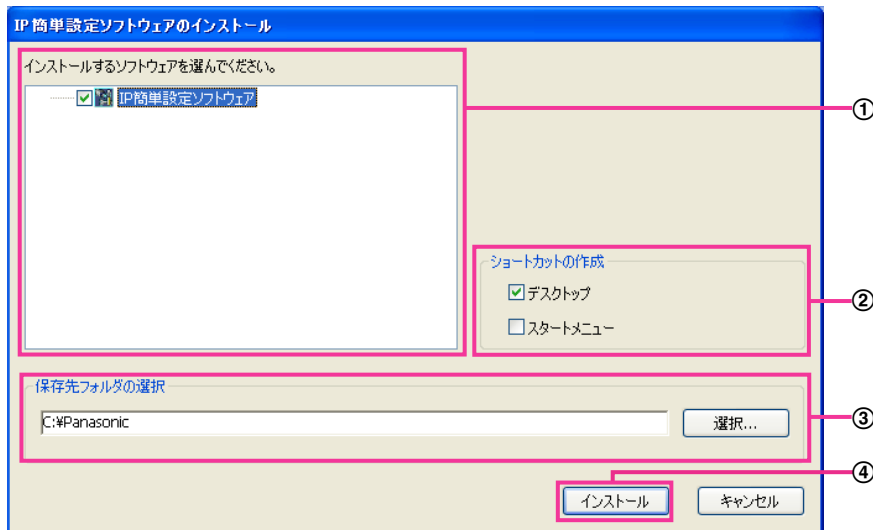 IP簡単設定ソフトウェアのインストール
インストールするソフトウェアを選んでください。
IP簡単設定ソフトウェア
①
ショートカットの作成
デスクトップ
②
スタートメニュー
保存先フォルダの選択
C:¥Panasonic
選択...
③
④
インストール
キャンセル